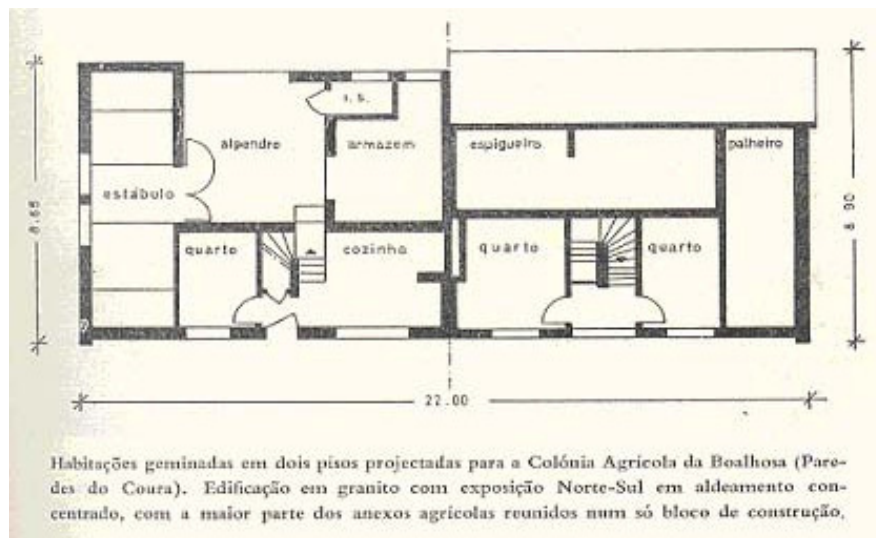 ı. s.
alpendre
armazem
espigueiro
palheiro
estábulo
8.65
8 90
quarto
cozinha
quarto
quarto
22.00
Habitações geminadas em dois pisos projectadas para a Colónia Agrícola da Boalhosa (Pare-
des do Coura). Edificação em granito com exposição Norte-Sul em aldeamento con-
centrado, com a maior parte dos anexos agrícolas reunidos num só bloco de construção.